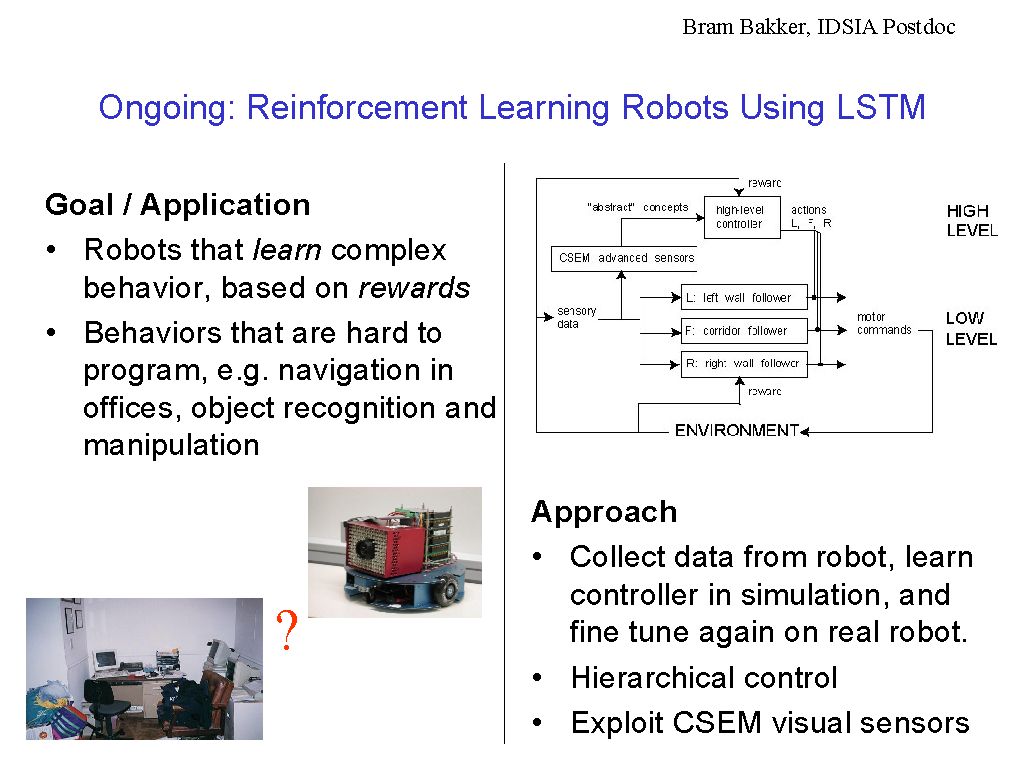 Bram Bakker, IDSIA Postdoc
Ongoing: Reinforcement Learning Robots Using LSTM
Goal / Application
• Robots that learn complex
behavior, based on rewards
• Behaviors that are hard to
program, e.g. navigation in
offices, object recognition and
manipulation
?
reward
"abstract" concepts
high-level
controller
actions
L, F, R
HIGH
LEVEL
CSEM advanced sensors
sensory
data
L: left wall follower
F: corridor follower
R: right wall follower
motor
commands
LOW
LEVEL
reward
ENVIRONMENT
Approach
• Collect data from robot, learn
controller in simulation, and
fine tune again on real robot.
• Hierarchical control
• Exploit CSEM visual sensors